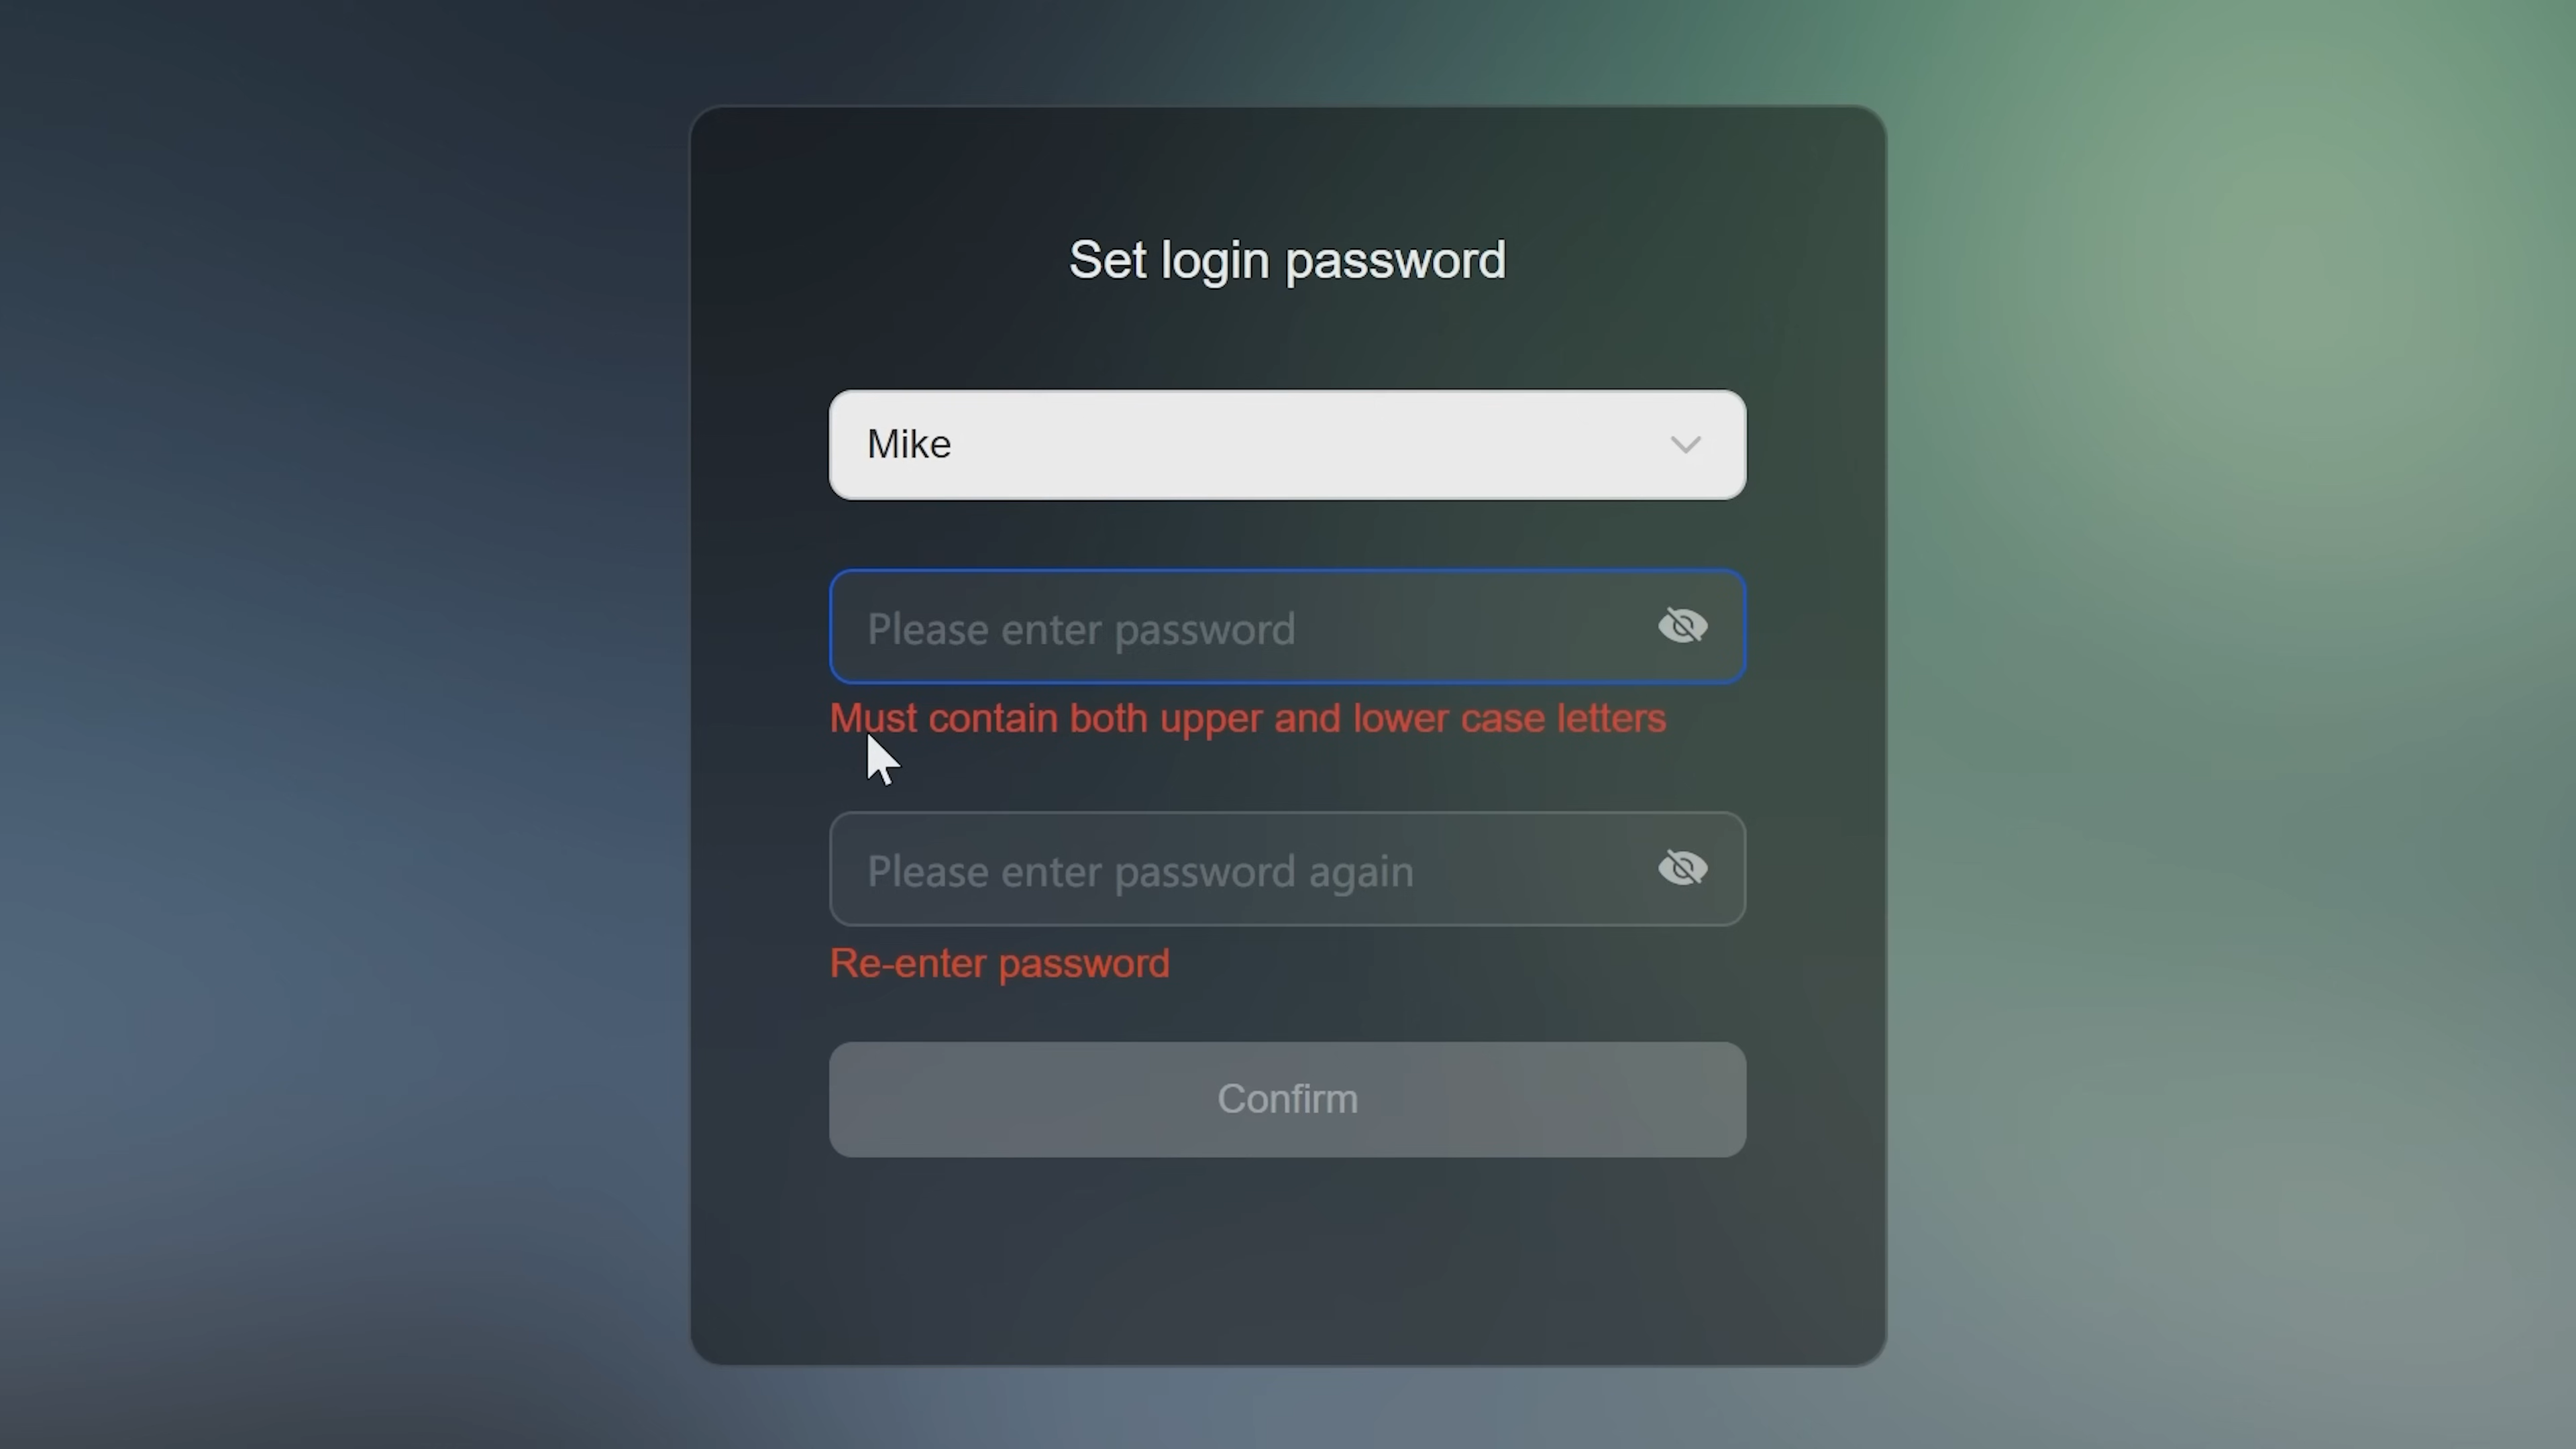 Set login password
Mike
Please enter password
Must contain both upper and lower case letters
Please enter password again
Re-enter password
Confirm